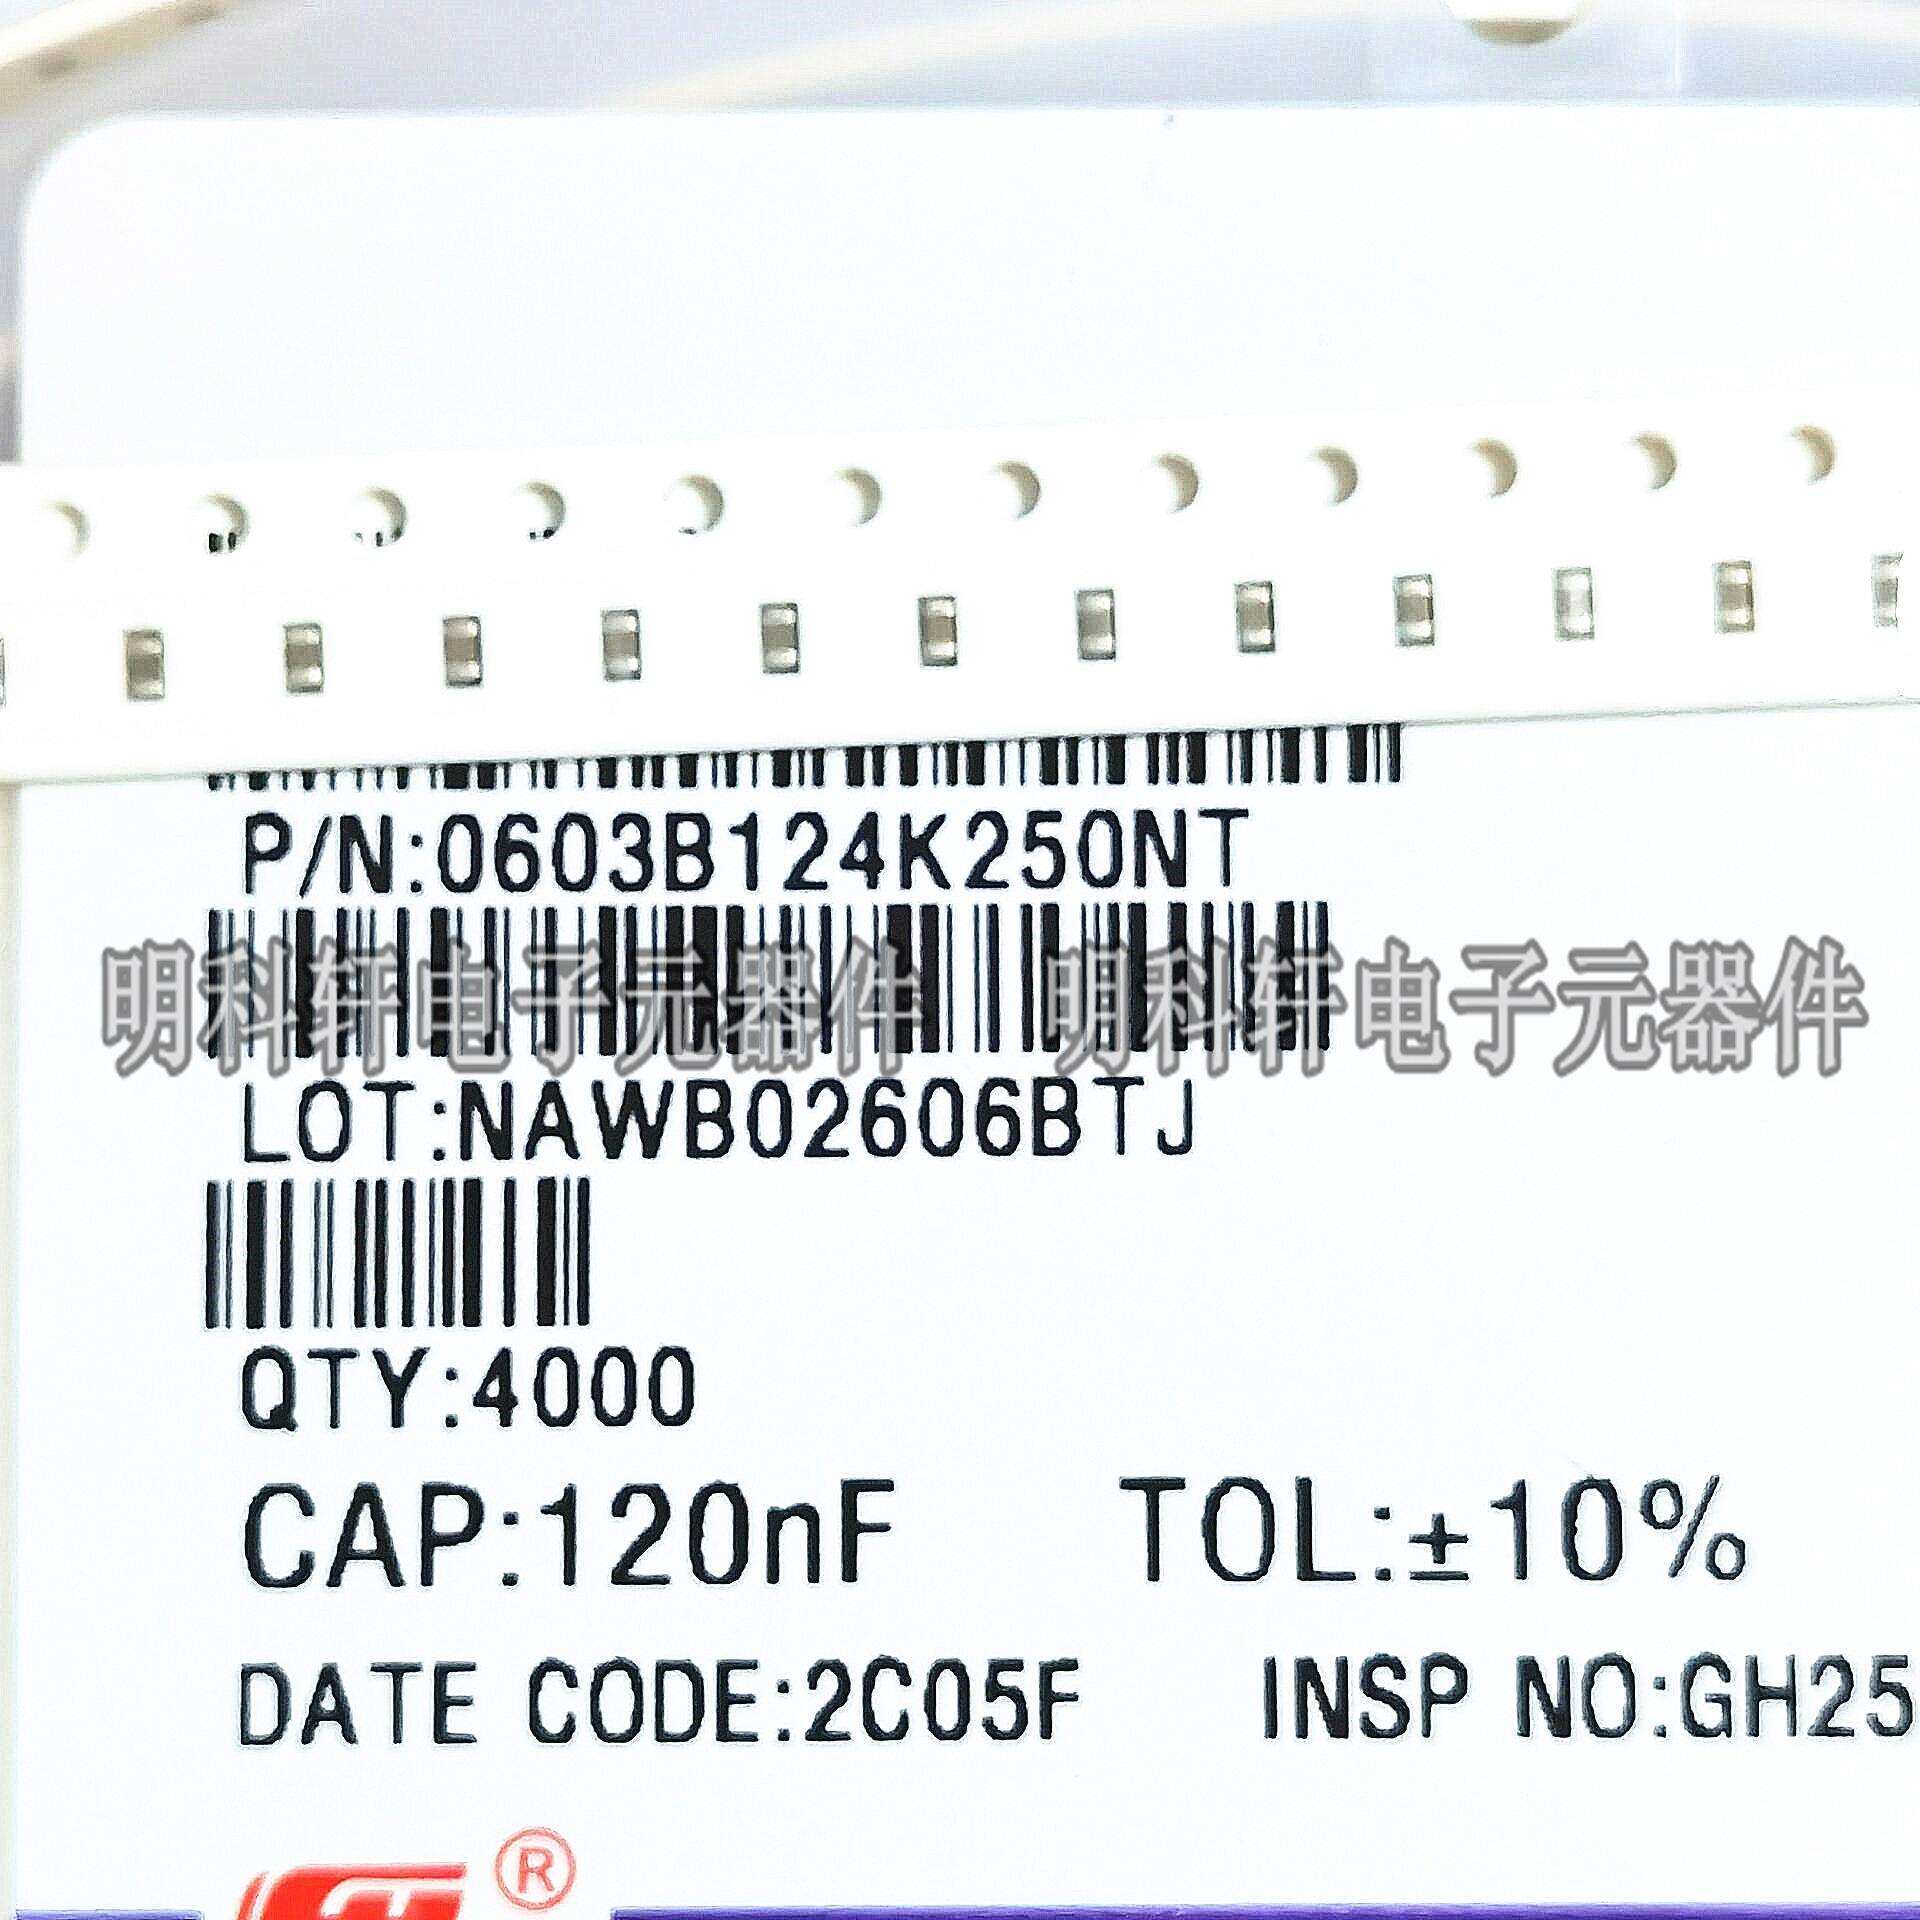 P/N:0603B124K250NT
明科轩电子元器件 明科轩电子元器件
LOT:NAWB02606BTJ
QTY:4000
CAP:120nF TOL:±10%
DATE CODE:2C05F INSP NO:GH25
®